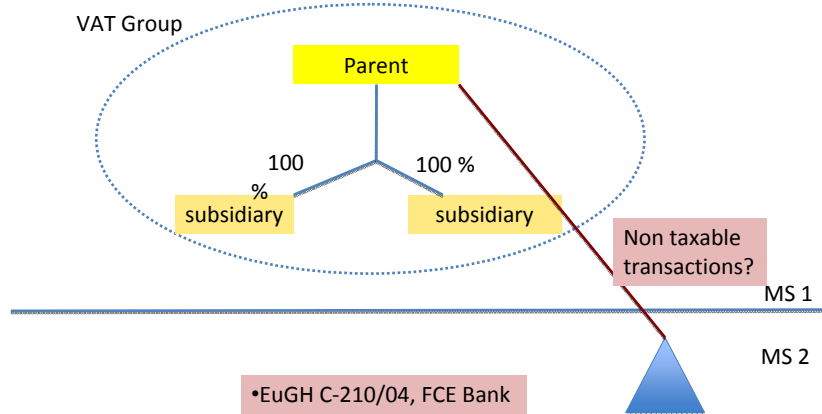 VAT Group
Parent
100
%
100 %
subsidiary
subsidiary
Non taxable
transactions?
MS 1
MS 2
•EuGH C-210/04, FCE Bank